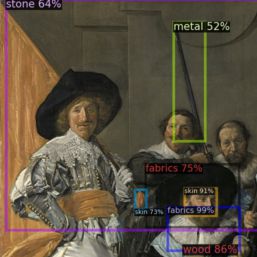 stone 64%
metal 52%
fabrics 75%
skin 91%
skin 73%
fabrics 99%
wood 86%